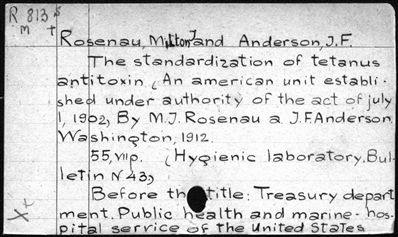 R 813 s
m t
Rosenau, Milton J and Anderson, J.F.
The standardization of tetanus
antitoxin (An american unit establi-
shed under authority of the act of july
1, 1902) By M.J. Rosenau a. J.F. Anderson
Washington, 1912.
55, VII p. (Hygienic laboratory. Bul-
letin N 43)
Before the title: Treasury depart
ment. Public health and marine-hos-
pital service of the United States
X+